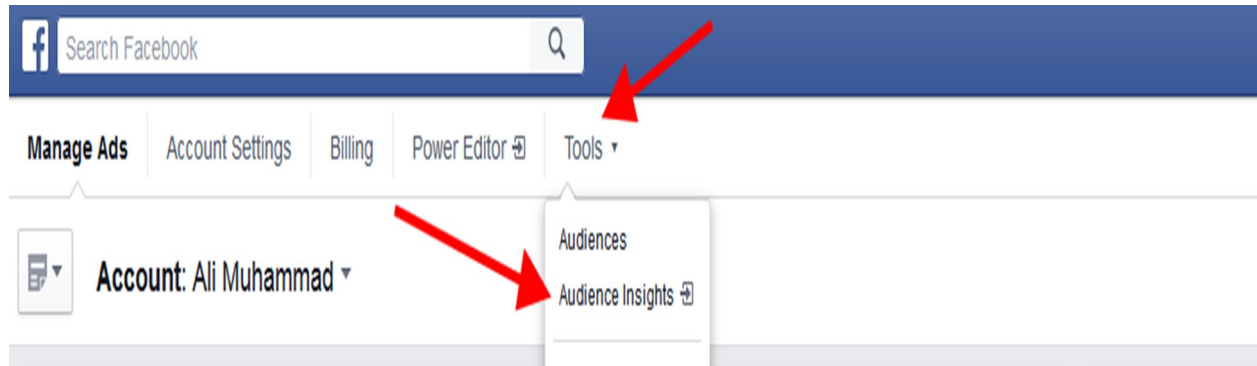 f Search Facebook
Manage Ads Account Settings Billing Power Editor Tools
Audiences
Account: Ali Muhammad
Audience Insights